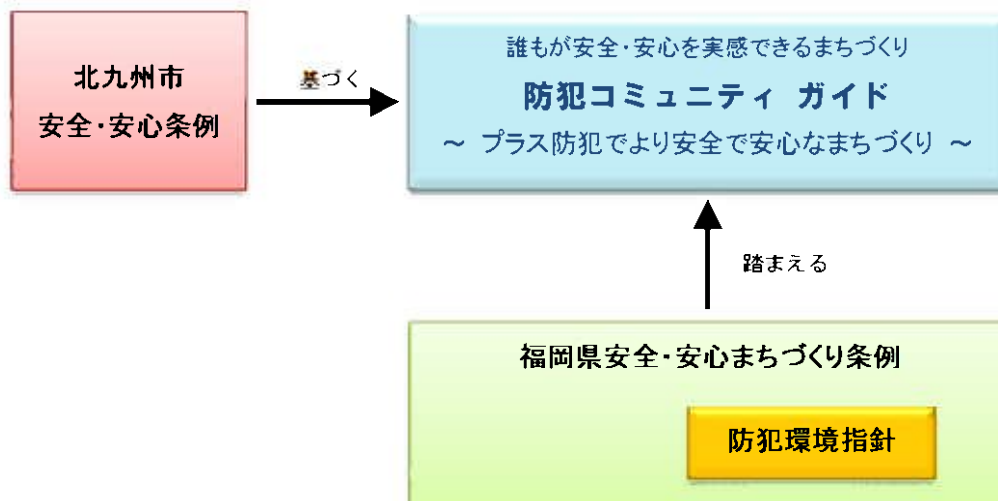 北九州市
安全・安心条例
基づく
誰もが安全・安心を実感できるまちづくり
防犯コミュニティ ガイド
～ プラス防犯でより安全で安心なまちづくり ～
踏まえる
福岡県安全・安心まちづくり条例
防犯環境指針